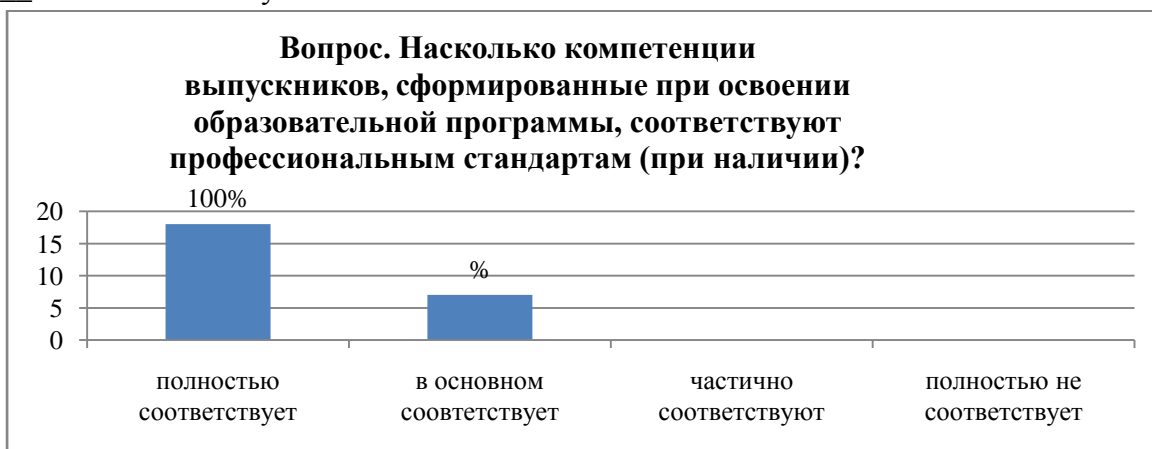 Вопрос. Насколько компетенции
выпускников, сформированные при освоении
образовательной программы, соответствуют
профессиональным стандартам (при наличии)?
100%
20
15
%
10
5
0
полностью
соответствует
в основном
соовтетствует
частично
соответствуют
полностью не
соответствует